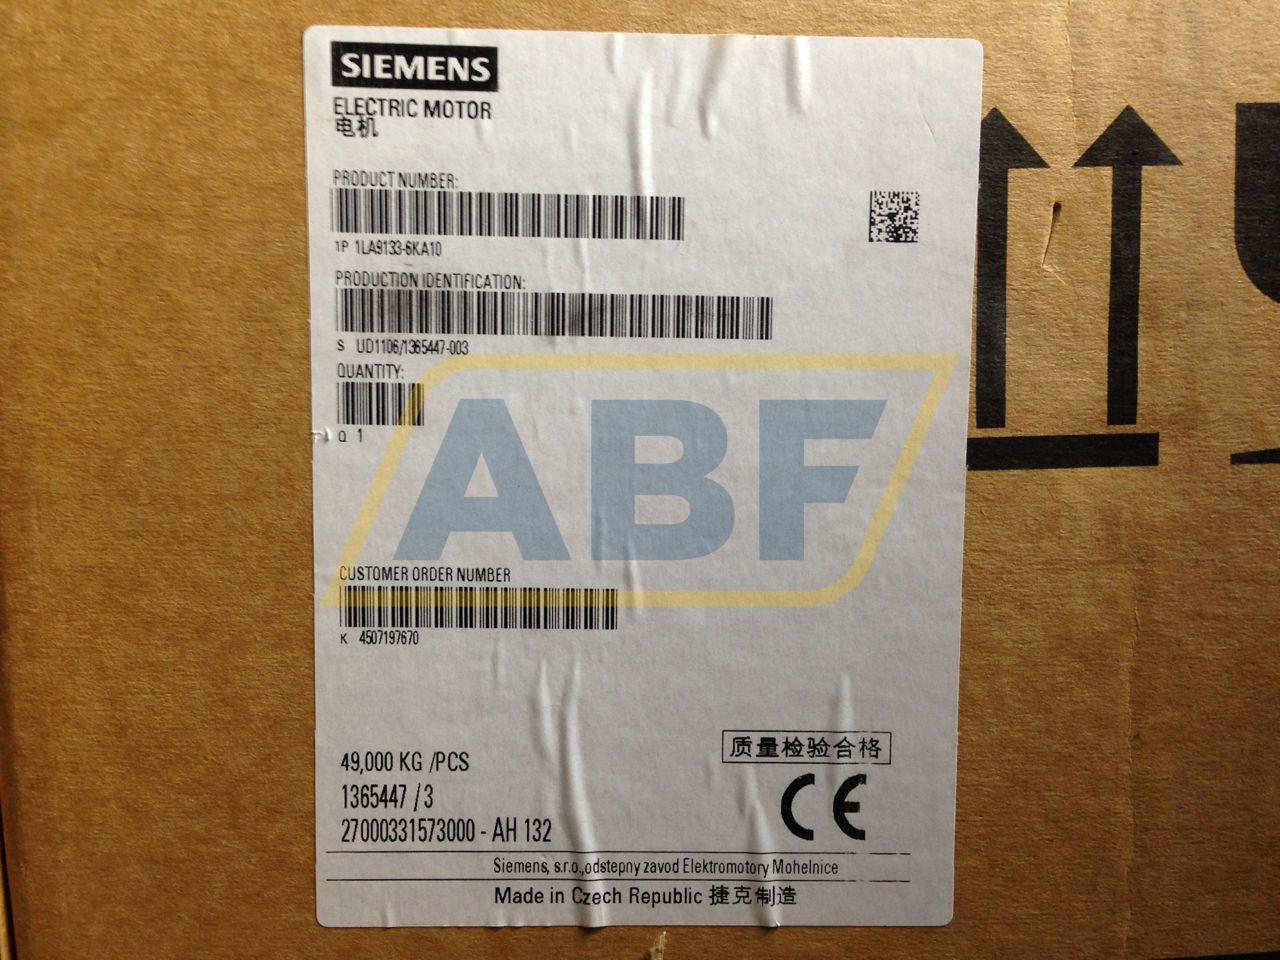 SIEMENS
ELECTRIC MOTOR
电机
PRODUCT NUMBER:
1P 1LA9133-6KA10
PRODUCTION IDENTIFICATION:
S UD1106/1365447-003
QUANTITY:
Q 1
ABF
CUSTOMER ORDER NUMBER
K 4507197670
49,000 KG /PCS
质量检验合格
1365447 /3
CE
27000331573000 - AH 132
Siemens, s.r.o.,odstepny zavod Elektromotory Mohelnice
Made in Czech Republic 捷克制造